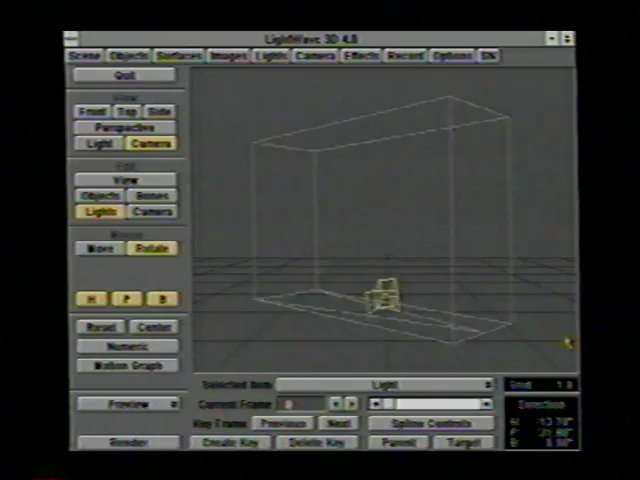 LightWave 3D 4.0
Scene Objects Surfaces Images Lights Camera Effects Record Options
Quit
View
Front Top Side
Perspective
Light Camera
Edit
View
Objects Bones
Lights Camera
Mouse
Move Rotate
H P B
Reset Center
Numeric
Motion Graph
Selected Item Light
Preview
Current Frame 0
Key Frame Previous Next Spline Controls
Render Create Key Delete Key Parent Target
Direction
H:
P:
B: